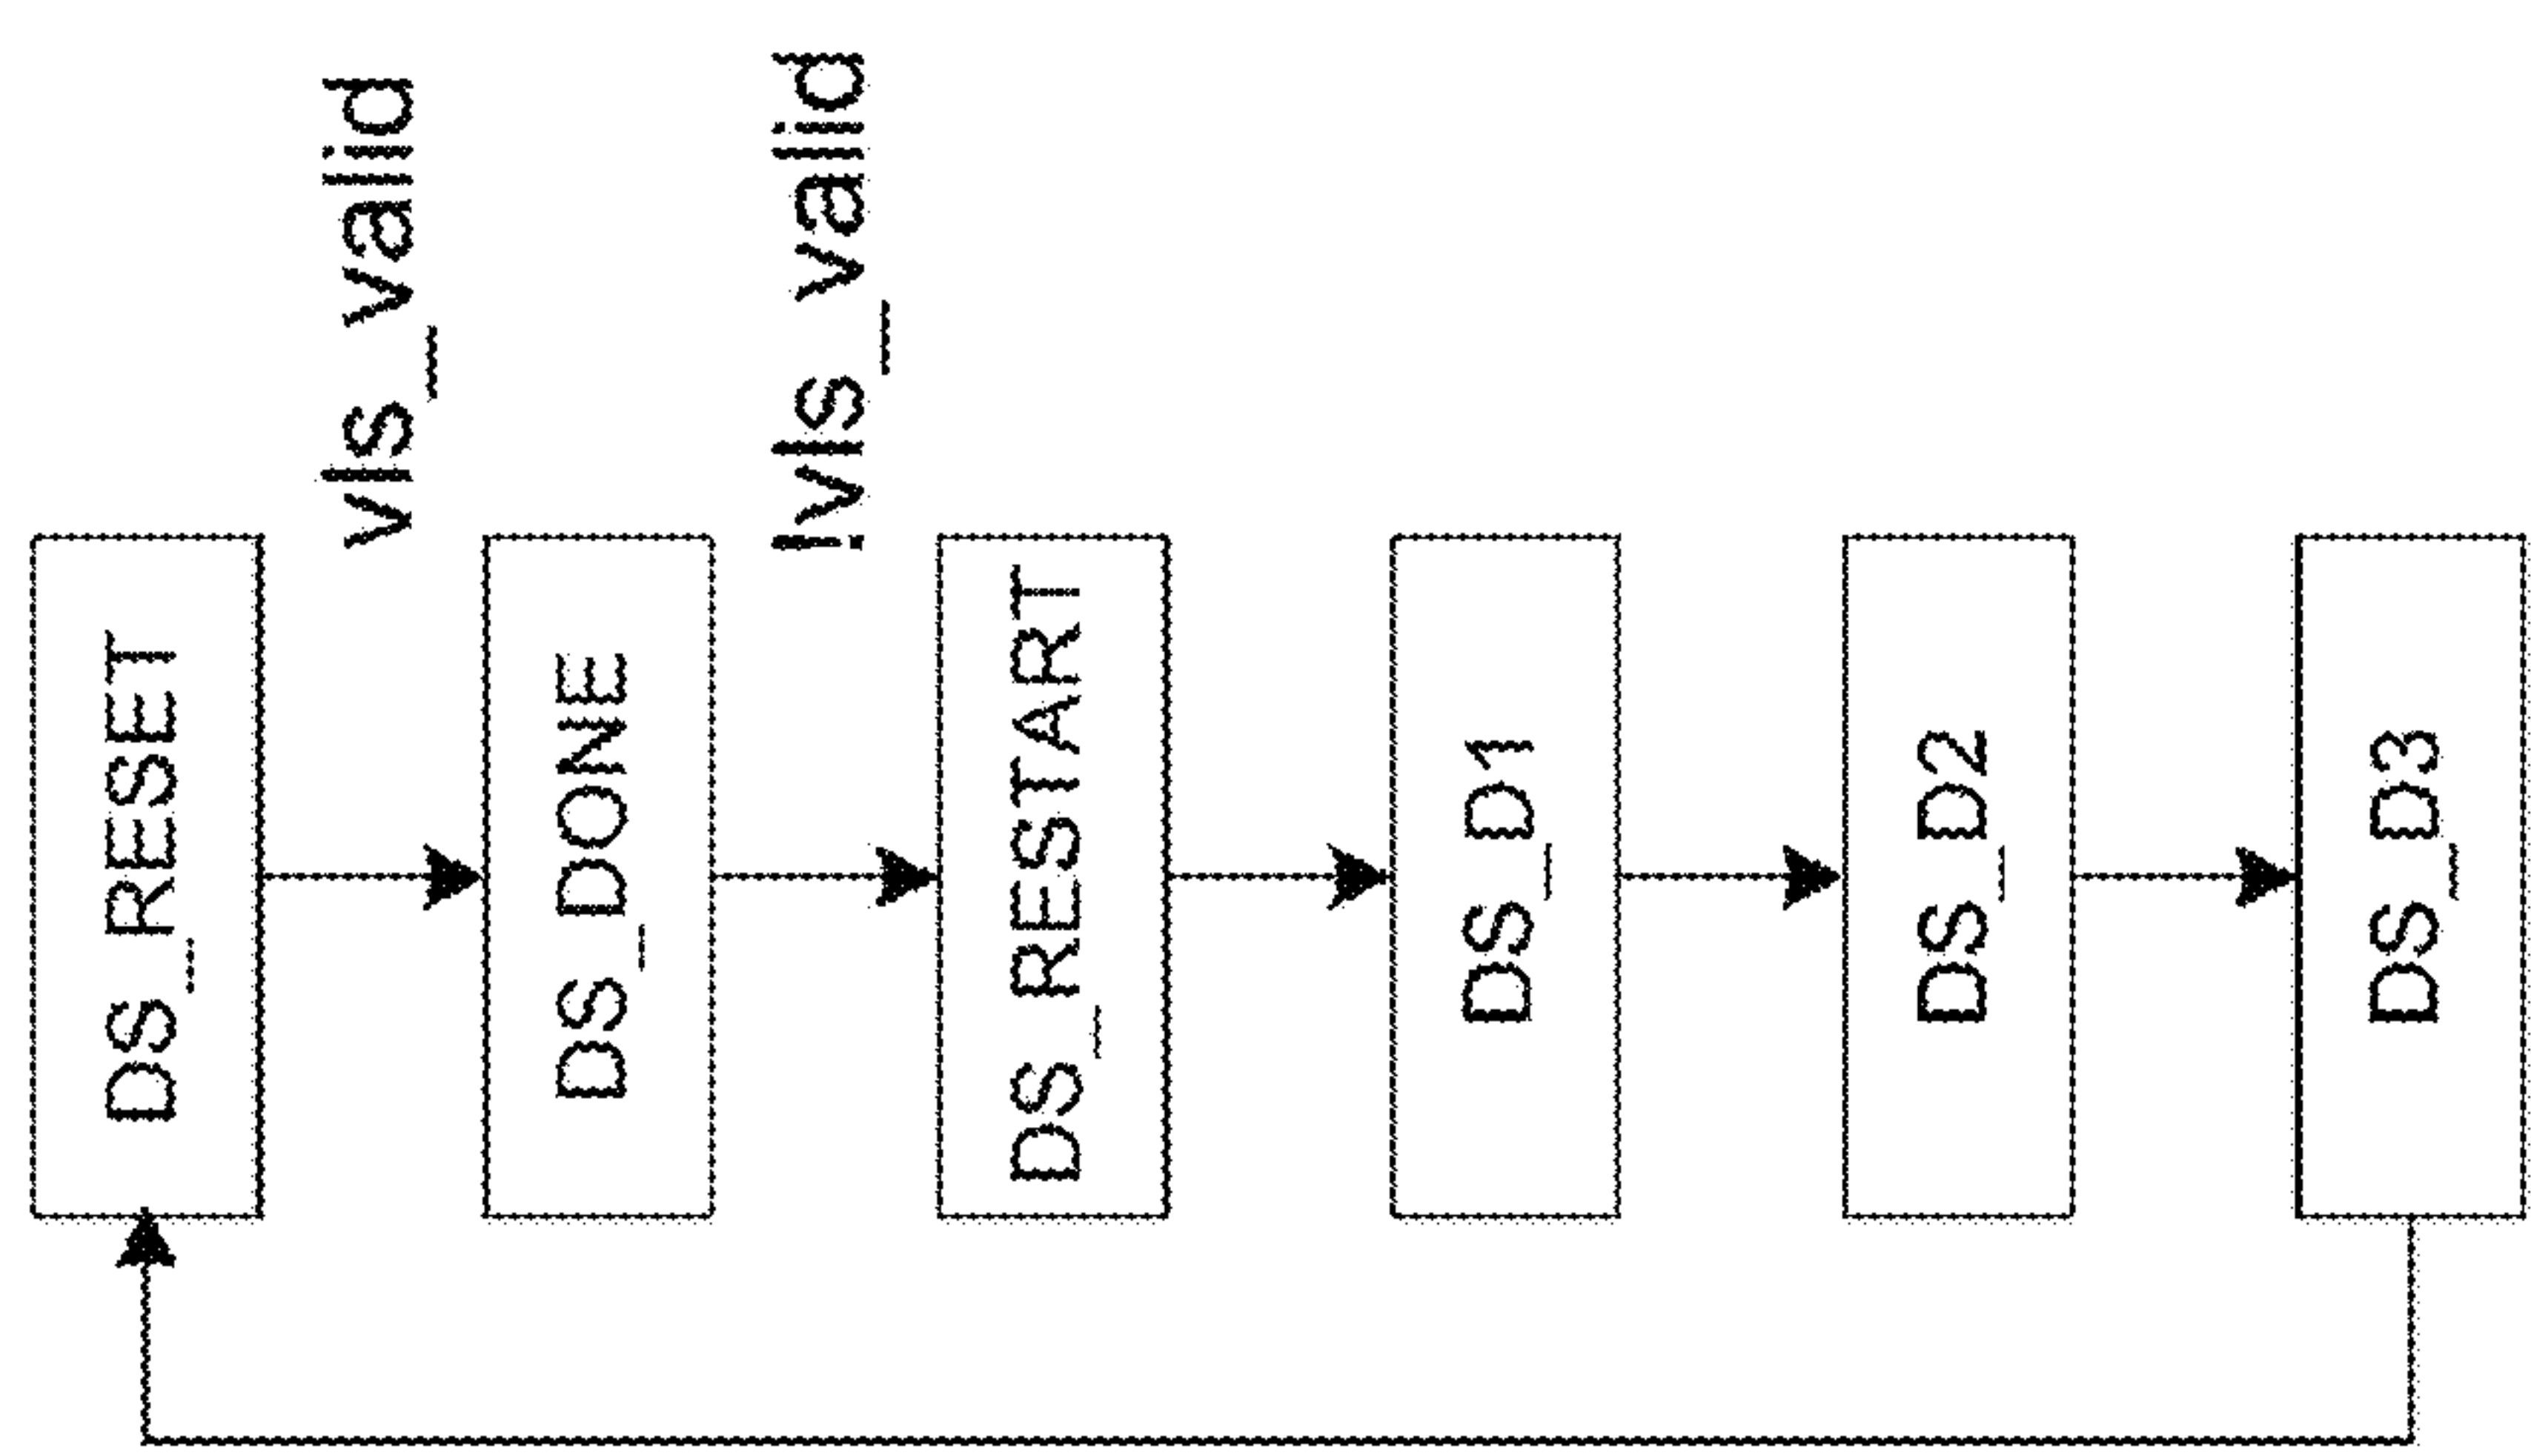 DS_RESET
vls_valid
DS_DONE
!vls_valid
DS_RESTART
DS_D1
DS_D2
DS_D3